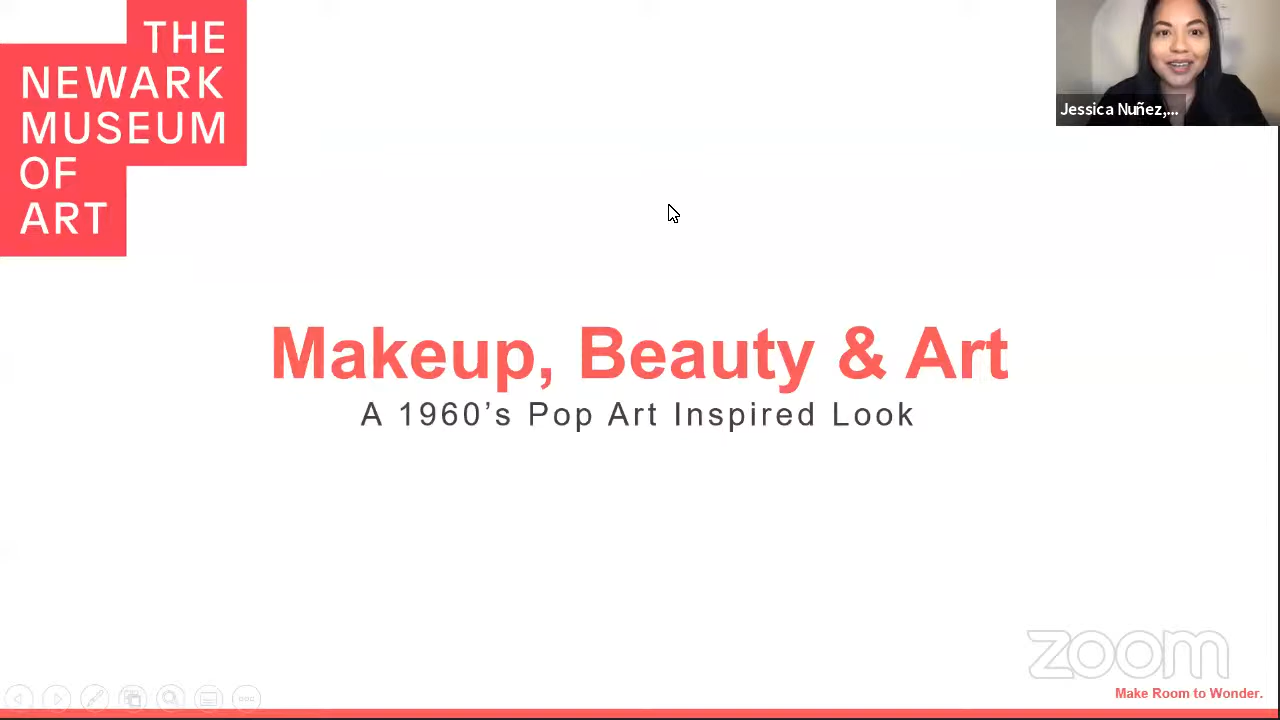 THE
NEWARK
MUSEUM
OF
ART
Jessica Nuñez,...
Makeup, Beauty & Art
A 1960’s Pop Art Inspired Look
zoom
Make Room to Wonder.